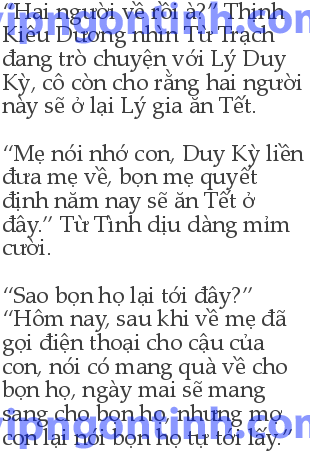 “Hai người về rồi à?” Thịnh
Kiều Dương nhìn Từ Trạch
đang trò chuyện với Lý Duy
Kỳ, cô còn cho rằng hai người
này sẽ ở lại Lý gia ăn Tết.
“Mẹ nói nhớ con, Duy Kỳ liền
đưa mẹ về, bọn mẹ quyết
định năm nay sẽ ăn Tết ở
đây.” Từ Tình dịu dàng mỉm
cười.
“Sao bọn họ lại tới đây?”
“Hôm nay, sau khi về mẹ đã
gọi điện thoại cho cậu của
con, nói có mang quà về cho
bọn họ, ngày mai sẽ mang
sang cho bọn họ, nhưng mợ
con lại nói bọn họ tự tới lấy.”
vipngontinh.com
vipngontinh.com